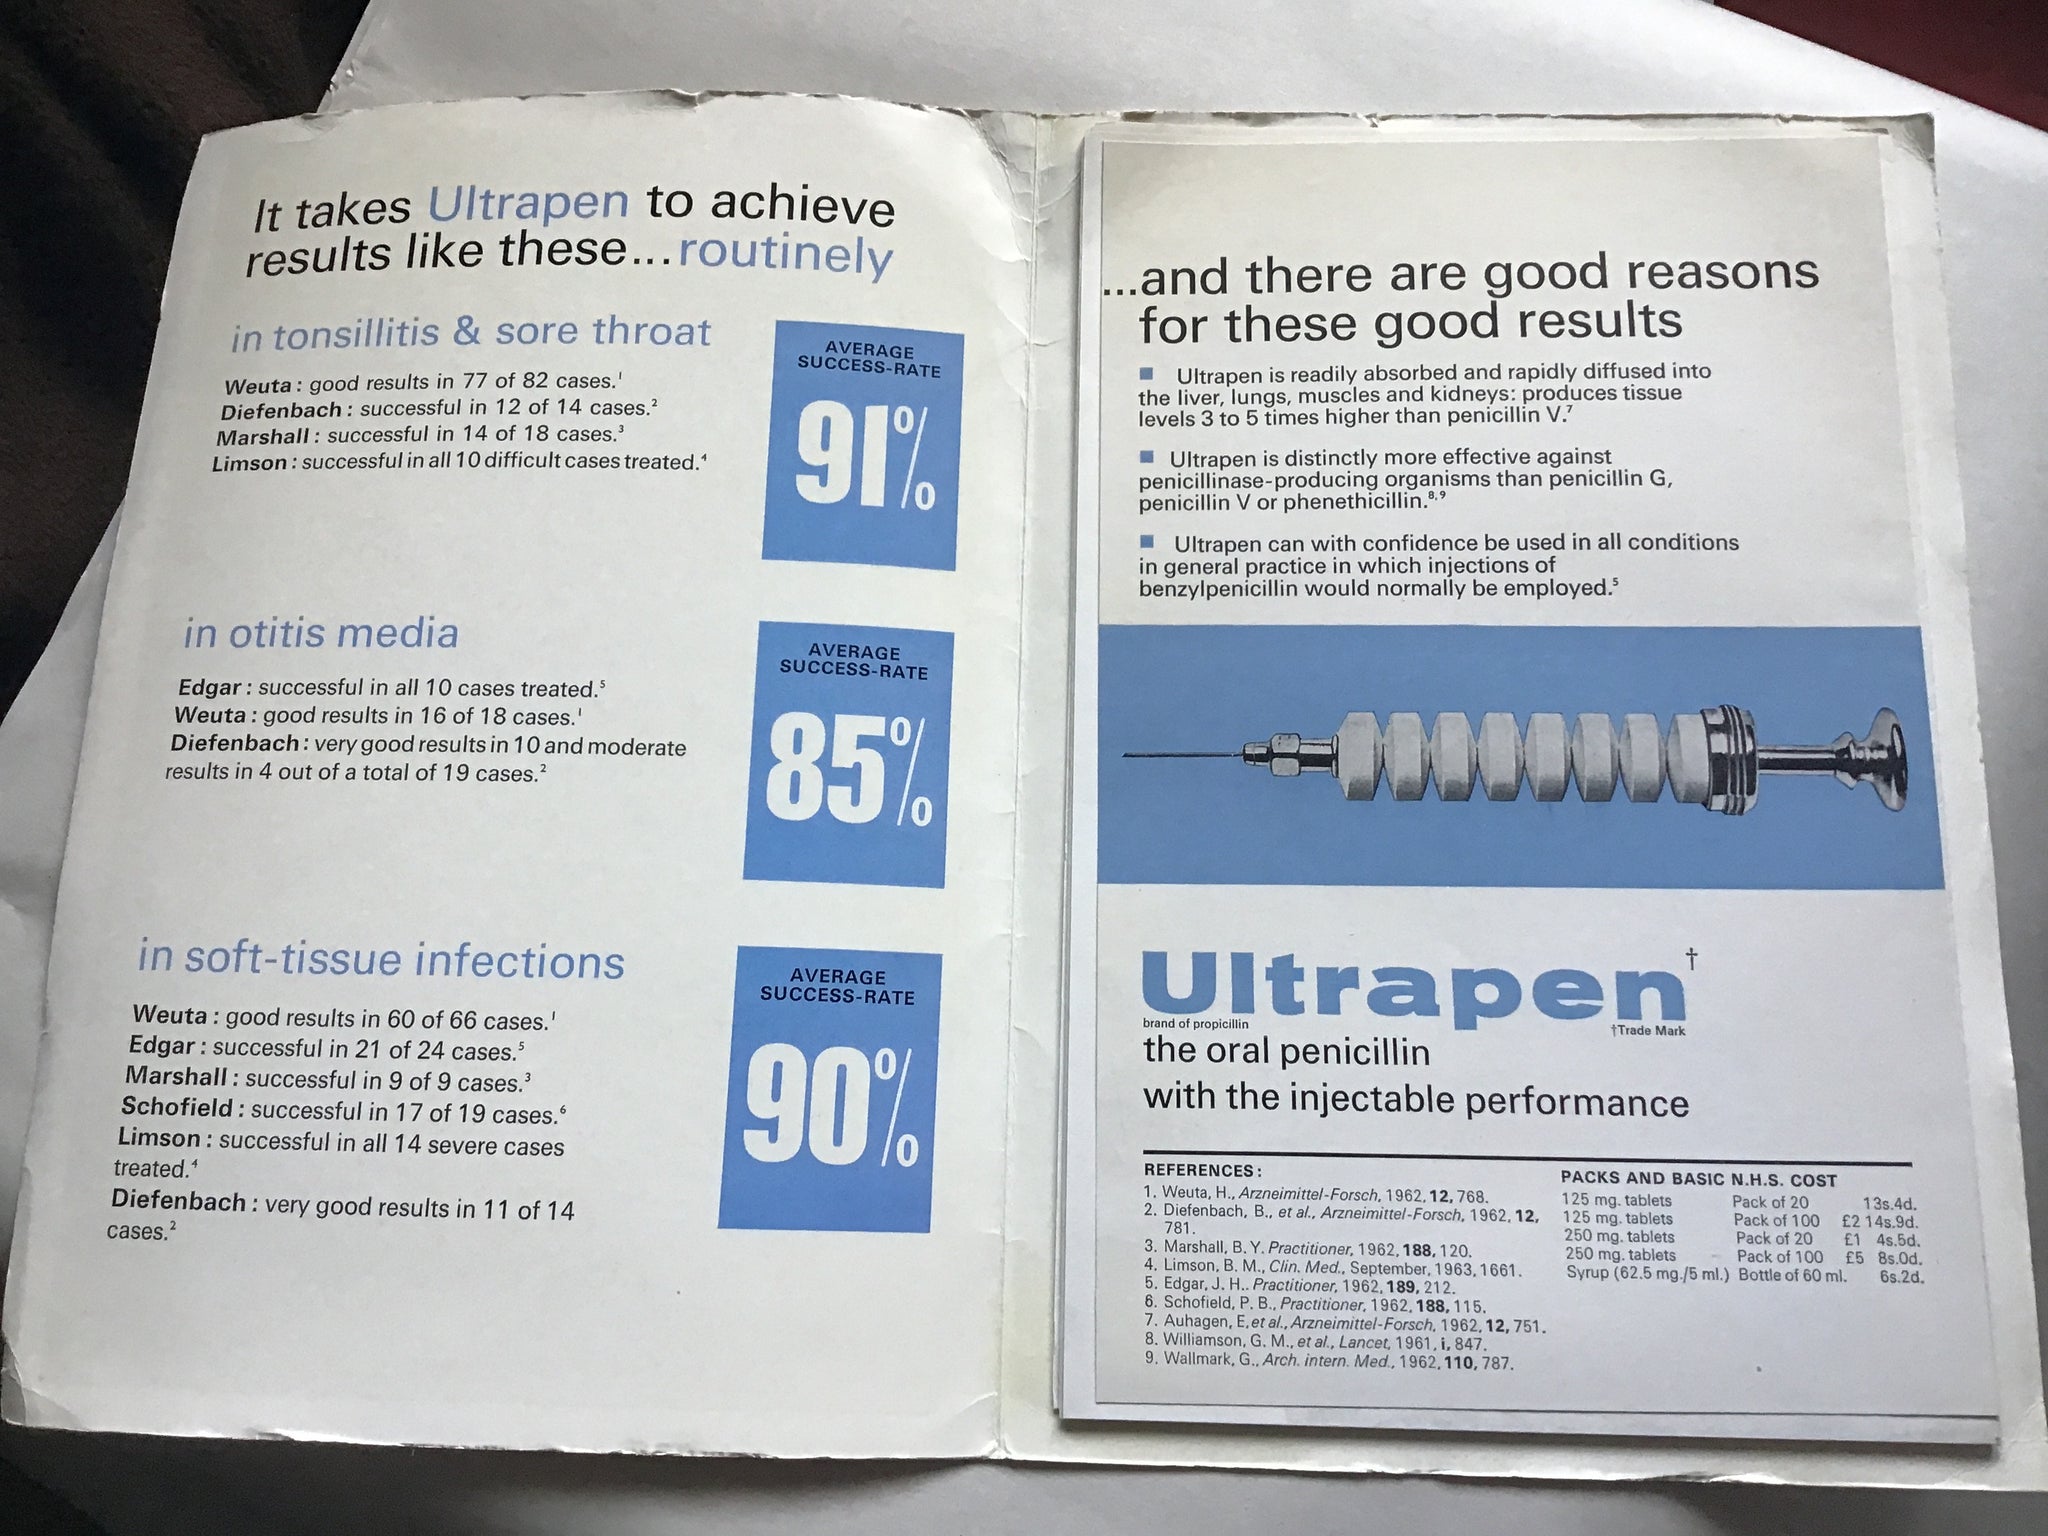 It takes Ultrapen to achieve
results like these...routinely
in tonsillitis & sore throat
Weuta : good results in 77 of 82 cases.¹
Diefenbach : successful in 12 of 14 cases.²
Marshall : successful in 14 of 18 cases.³
Limson : successful in all 10 difficult cases treated.⁴
AVERAGE
SUCCESS-RATE
91%
in otitis media
Edgar : successful in all 10 cases treated.⁵
Weuta : good results in 16 of 18 cases.¹
Diefenbach : very good results in 10 and moderate
results in 4 out of a total of 19 cases.²
AVERAGE
SUCCESS-RATE
85%
in soft-tissue infections
Weuta : good results in 60 of 66 cases.¹
Edgar : successful in 21 of 24 cases.⁵
Marshall : successful in 9 of 9 cases.³
Schofield : successful in 17 of 19 cases.⁶
Limson : successful in all 14 severe cases
treated.⁴
Diefenbach : very good results in 11 of 14
cases.²
AVERAGE
SUCCESS-RATE
90%
...and there are good reasons
for these good results
■ Ultrapen is readily absorbed and rapidly diffused into
the liver, lungs, muscles and kidneys: produces tissue
levels 3 to 5 times higher than penicillin V.⁷
■ Ultrapen is distinctly more effective against
penicillinase-producing organisms than penicillin G,
penicillin V or phenethicillin.⁸,⁹
■ Ultrapen can with confidence be used in all conditions
in general practice in which injections of
benzylpenicillin would normally be employed.⁵
Ultrapen†
brand of propicillin
†Trade Mark
the oral penicillin
with the injectable performance
REFERENCES :
1. Weuta, H., Arzneimittel-Forsch, 1962, 12, 768.
2. Diefenbach, B., et al., Arzneimittel-Forsch, 1962, 12,
781.
3. Marshall, B. Y. Practitioner, 1962, 188, 120.
4. Limson, B. M., Clin. Med., September, 1963, 1661.
5. Edgar, J. H.. Practitioner, 1962, 189, 212.
6. Schofield, P. B., Practitioner, 1962, 188, 115.
7. Auhagen, E, et al., Arzneimittel-Forsch, 1962, 12, 751.
8. Williamson, G. M., et al., Lancet, 1961, i, 847.
9. Wallmark, G., Arch. intern. Med., 1962, 110, 787.
PACKS AND BASIC N.H.S. COST
125 mg. tablets Pack of 20 13s.4d.
125 mg. tablets Pack of 100 £2 14s.9d.
250 mg. tablets Pack of 20 £1 4s.5d.
250 mg. tablets Pack of 100 £5 8s.0d.
Syrup (62.5 mg./5 ml.) Bottle of 60 ml. 6s.2d.